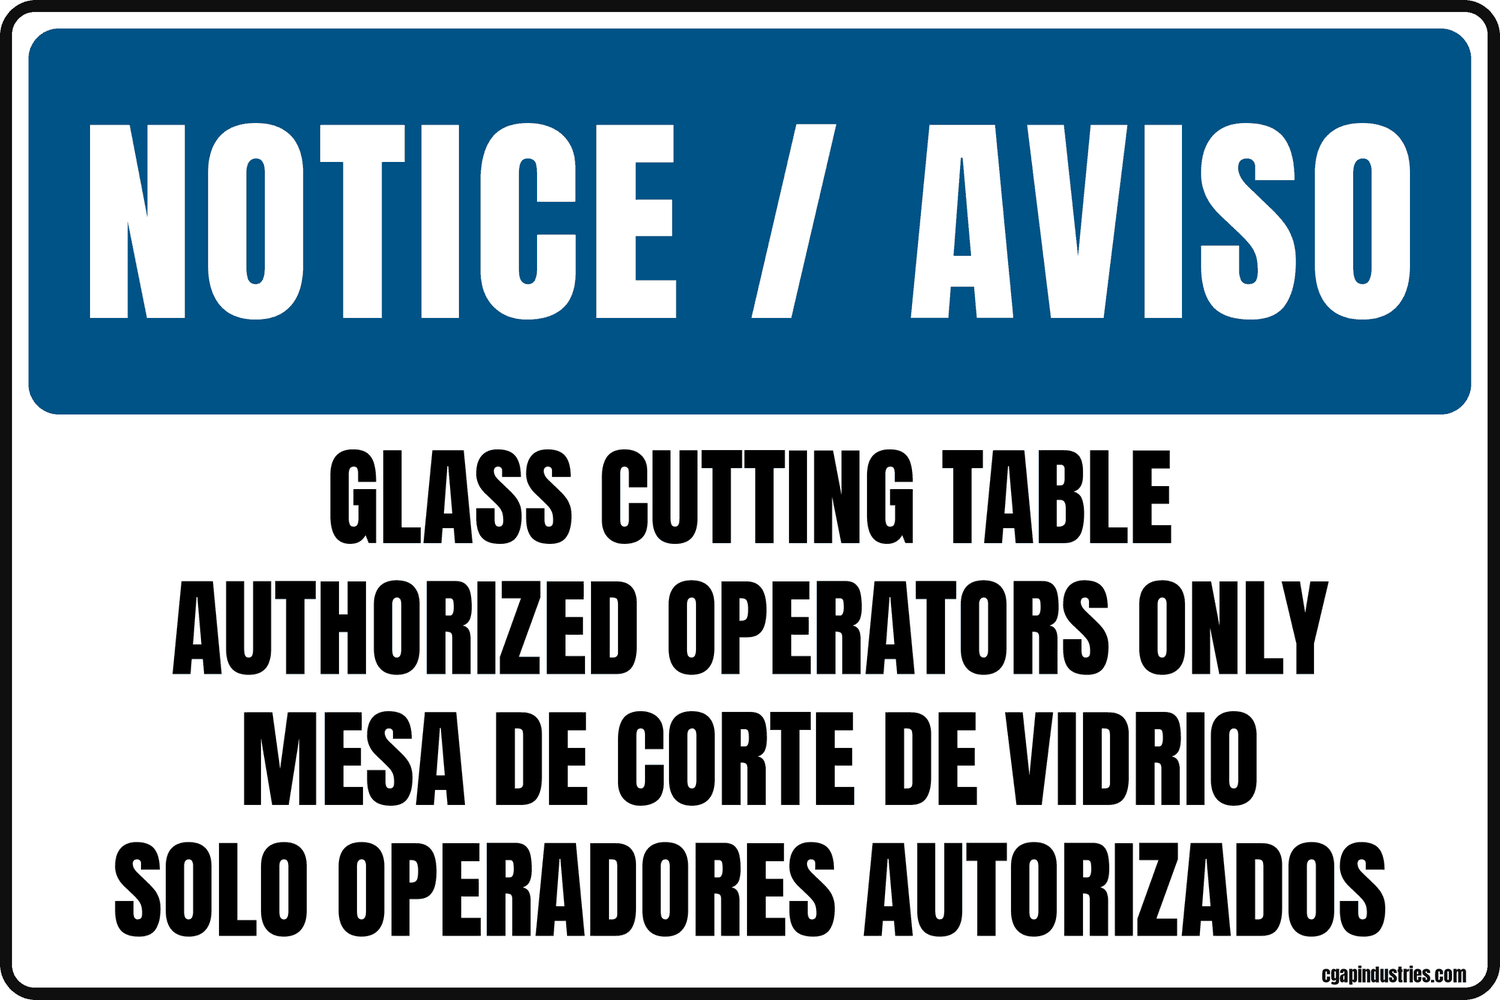 NOTICE / AVISO
GLASS CUTTING TABLE
AUTHORIZED OPERATORS ONLY
MESA DE CORTE DE VIDRIO
SOLO OPERADORES AUTORIZADOS
cgapindustries.com